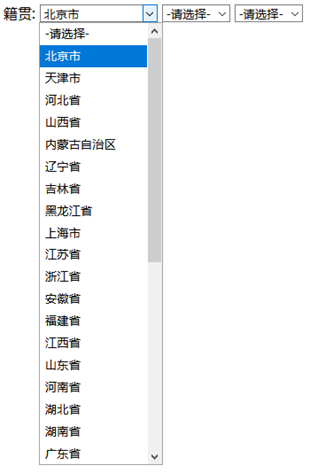 籍贯: 北京市 -请选择- -请选择-
-请选择-
北京市
天津市
河北省
山西省
内蒙古自治区
辽宁省
吉林省
黑龙江省
上海市
江苏省
浙江省
安徽省
福建省
江西省
山东省
河南省
湖北省
湖南省
广东省